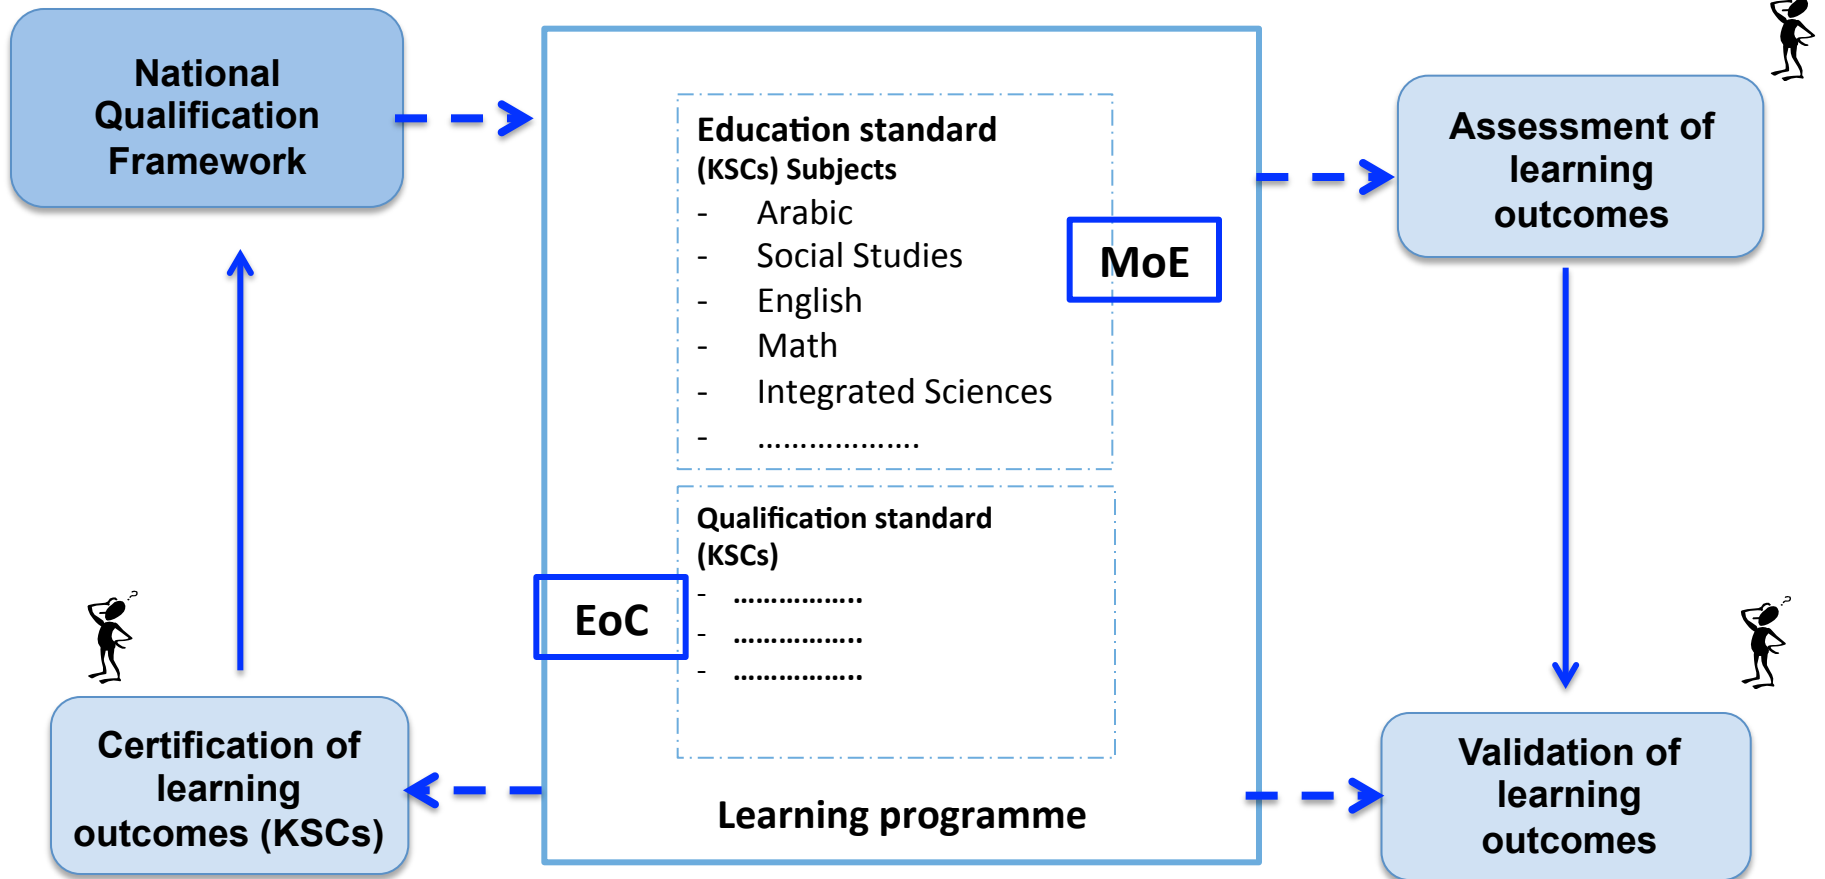 National
Qualification
Framework
Education standard
(KSCs) Subjects
- Arabic
- Social Studies
- English
- Math
- Integrated Sciences
- ……………….
MoE
Qualification standard
(KSCs)
- ……………..
- ……………..
- ……………..
EoC
Learning programme
Assessment of
learning
outcomes
?
Validation of
learning
outcomes
?
Certification of
learning
outcomes (KSCs)